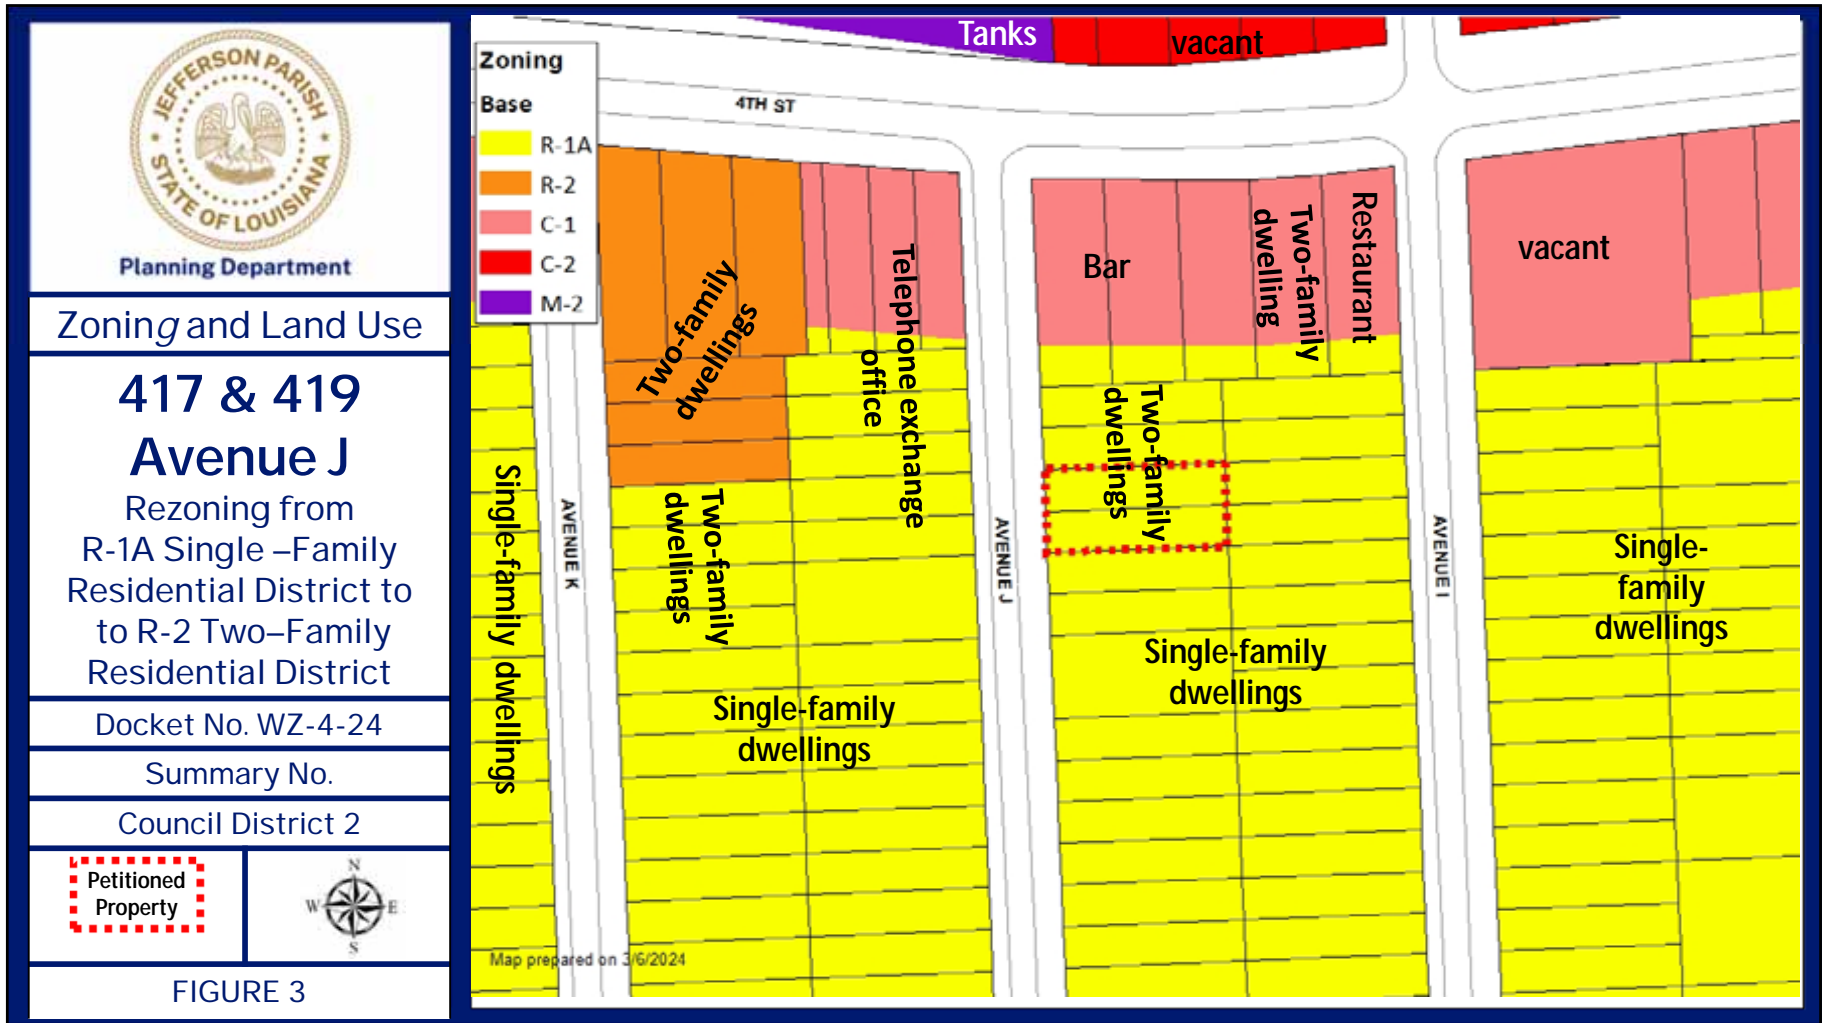 JEFFERSON PARISH
STATE OF LOUISIANA
Planning Department
Zoning and Land Use
417 & 419
Avenue J
Rezoning from
R-1A Single –Family
Residential District to
to R-2 Two–Family
Residential District
Docket No. WZ-4-24
Summary No.
Council District 2
Petitioned
Property
N
W E
S
FIGURE 3
Zoning
Base
R-1A
R-2
C-1
C-2
M-2
Tanks
vacant
4TH ST
Two-family
dwellings
Telephone exchange
office
Bar
Two-family
dwelling
Restaurant
vacant
Two-family
dwellings
Single-family dwellings
AVENUE K
Two-family
dwellings
AVENUE J
AVENUE I
Single-
family
dwellings
Single-family
dwellings
Single-family
dwellings
Map prepared on 3/6/2024